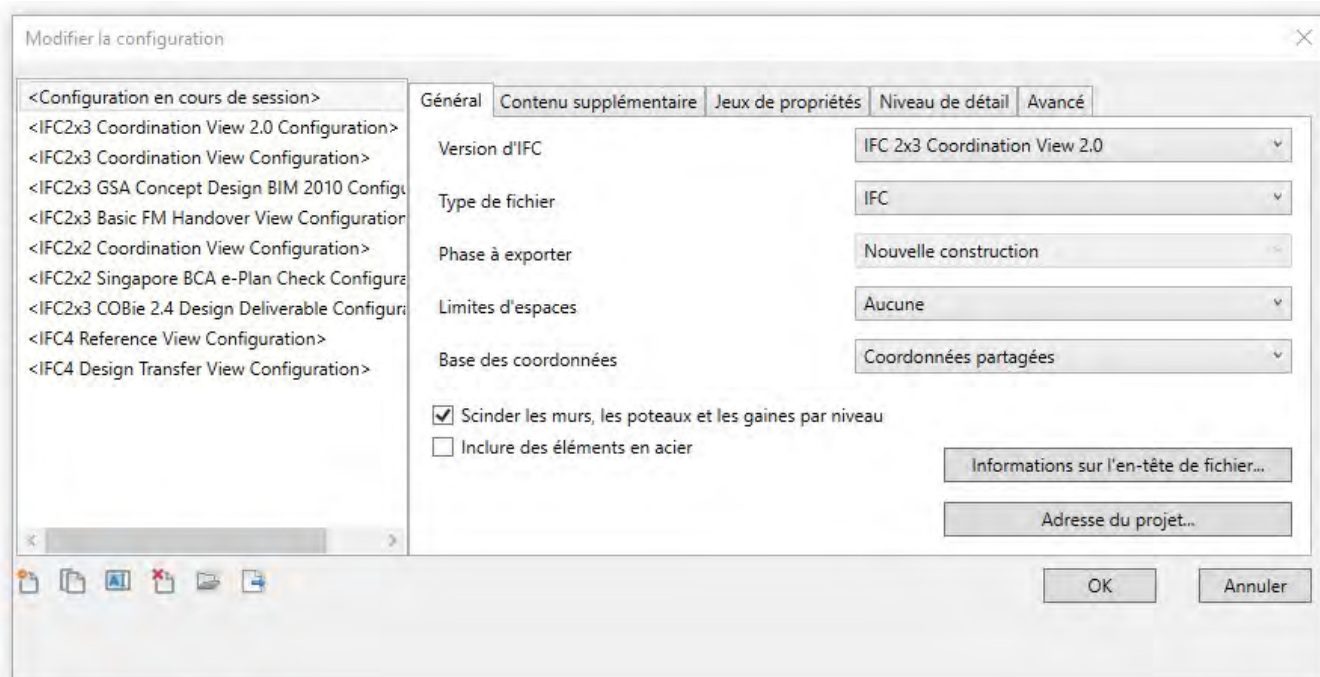 Modifier la configuration
<Configuration en cours de session>
<IFC2x3 Coordination View 2.0 Configuration>
<IFC2x3 Coordination View Configuration>
<IFC2x3 GSA Concept Design BIM 2010 Configu
<IFC2x3 Basic FM Handover View Configuration
<IFC2x2 Coordination View Configuration>
<IFC2x2 Singapore BCA e-Plan Check Configura
<IFC2x3 COBie 2.4 Design Deliverable Configura
<IFC4 Reference View Configuration>
<IFC4 Design Transfer View Configuration>
Général Contenu supplémentaire Jeux de propriétés Niveau de détail Avancé
Version d'IFC IFC 2x3 Coordination View 2.0
Type de fichier IFC
Phase à exporter Nouvelle construction
Limites d'espaces Aucune
Base des coordonnées Coordonnées partagées
Scinder les murs, les poteaux et les gaines par niveau
Inclure des éléments en acier
Informations sur l'en-tête de fichier...
Adresse du projet...
OK Annuler